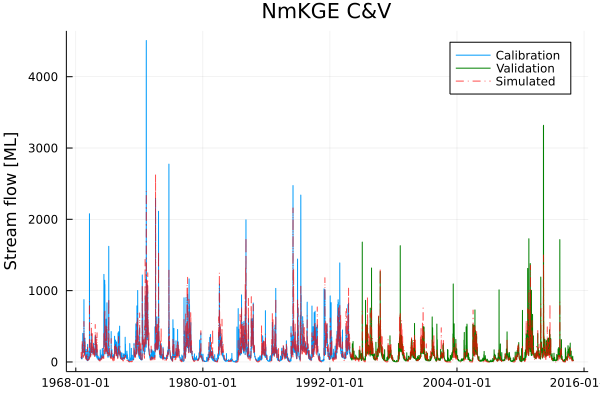 NmKGE C&V
Stream flow [ML]
4000
3000
2000
1000
0
Calibration
Validation
Simulated
1968-01-01
1980-01-01
1992-01-01
2004-01-01
2016-01